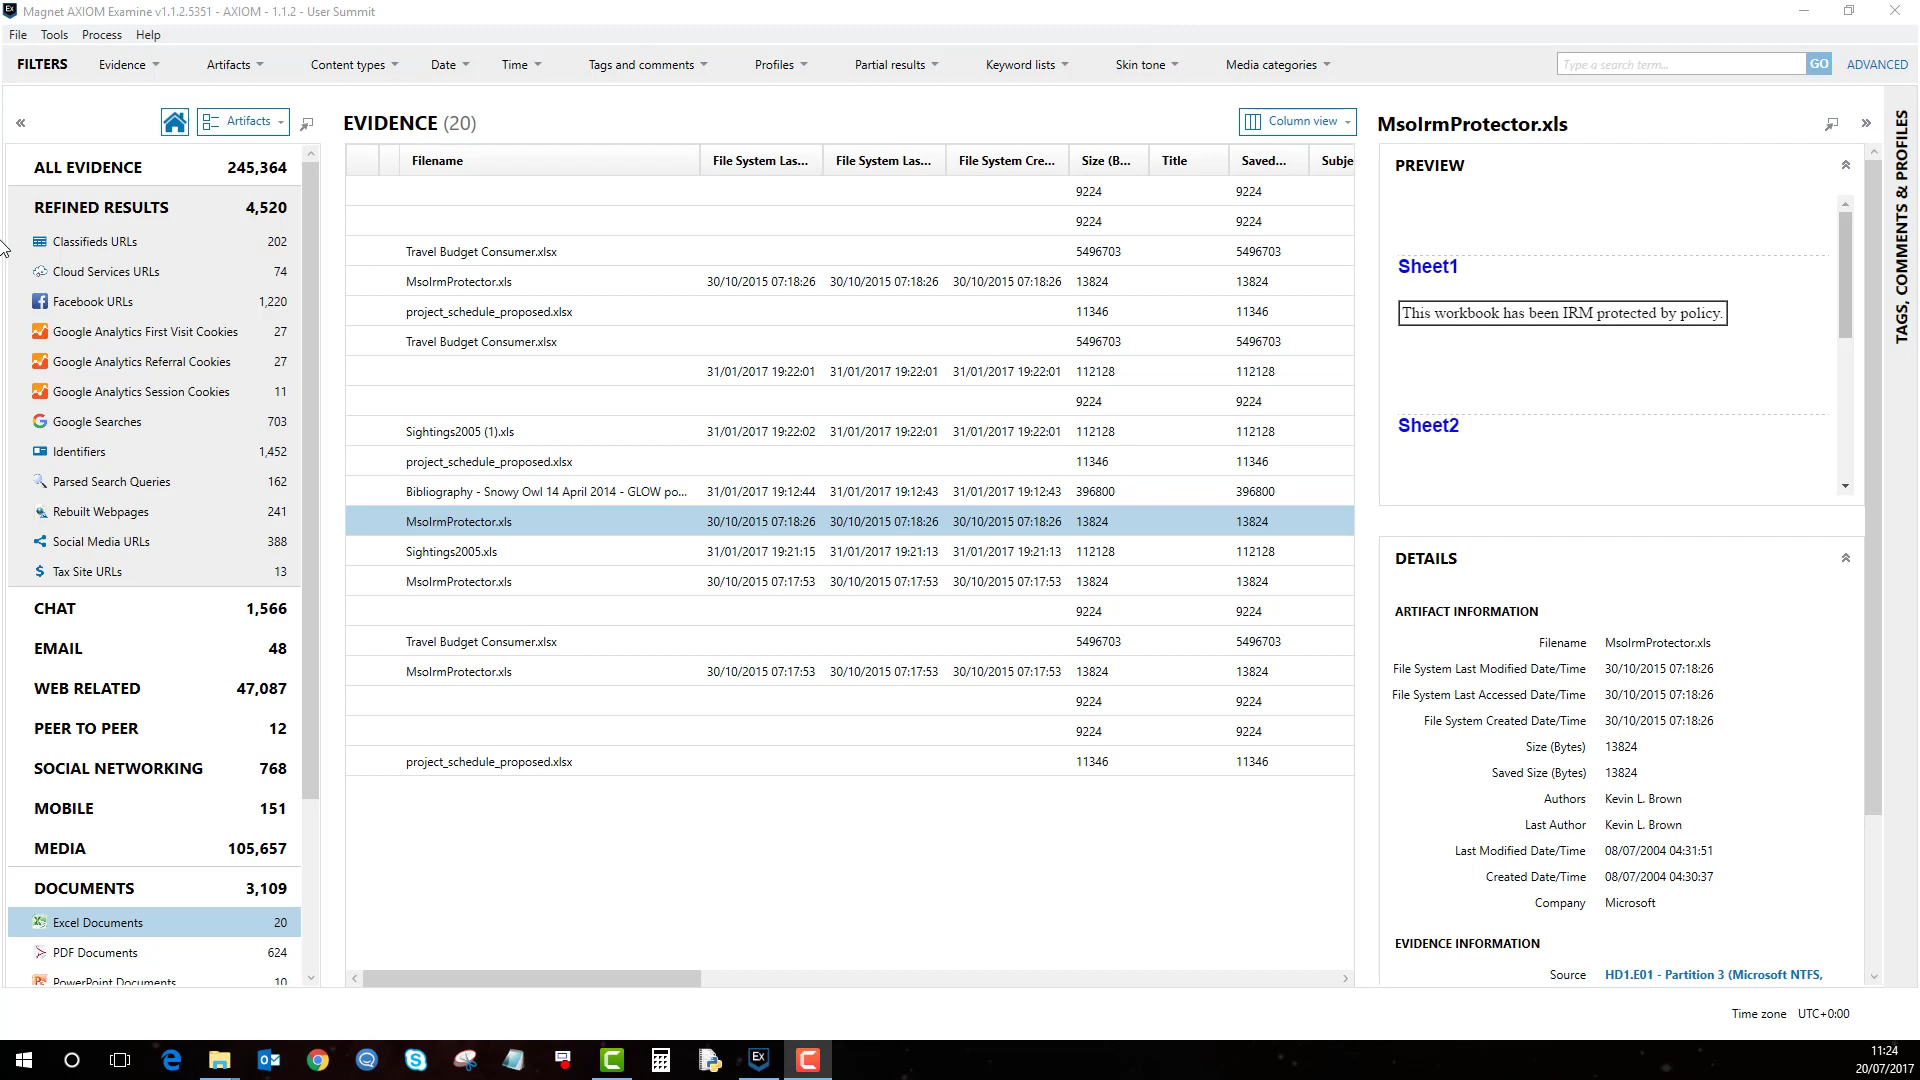 Magnet AXIOM Examine v1.1.2.5351 - AXIOM - 1.1.2 - User Summit
File Tools Process Help
FILTERS Evidence Artifacts Content types Date Time Tags and comments Profiles Partial results Keyword lists Skin tone Media categories Type a search term... GO ADVANCED
Artifacts
EVIDENCE (20)
Column view
MsoIrmProtector.xls
TAGS, COMMENTS & PROFILES
ALL EVIDENCE 245,364
REFINED RESULTS 4,520
Classifieds URLs 202
Cloud Services URLs 74
Facebook URLs 1,220
Google Analytics First Visit Cookies 27
Google Analytics Referral Cookies 27
Google Analytics Session Cookies 11
Google Searches 703
Identifiers 1,452
Parsed Search Queries 162
Rebuilt Webpages 241
Social Media URLs 388
Tax Site URLs 13
CHAT 1,566
EMAIL 48
WEB RELATED 47,087
PEER TO PEER 12
SOCIAL NETWORKING 768
MOBILE 151
MEDIA 105,657
DOCUMENTS 3,109
Excel Documents 20
PDF Documents 624
PowerPoint Documents 10
Filename File System Las... File System Las... File System Cre... Size (B... Title Saved... Subje
9224 9224
9224 9224
Travel Budget Consumer.xlsx 5496703 5496703
MsoIrmProtector.xls 30/10/2015 07:18:26 30/10/2015 07:18:26 30/10/2015 07:18:26 13824 13824
project_schedule_proposed.xlsx 11346 11346
Travel Budget Consumer.xlsx 5496703 5496703
31/01/2017 19:22:01 31/01/2017 19:22:01 31/01/2017 19:22:01 112128 112128
9224 9224
Sightings2005 (1).xls 31/01/2017 19:22:02 31/01/2017 19:22:01 31/01/2017 19:22:01 112128 112128
project_schedule_proposed.xlsx 11346 11346
Bibliography - Snowy Owl 14 April 2014 - GLOW po... 31/01/2017 19:12:44 31/01/2017 19:12:43 31/01/2017 19:12:43 396800 396800
MsoIrmProtector.xls 30/10/2015 07:18:26 30/10/2015 07:18:26 30/10/2015 07:18:26 13824 13824
Sightings2005.xls 31/01/2017 19:21:15 31/01/2017 19:21:13 31/01/2017 19:21:13 112128 112128
MsoIrmProtector.xls 30/10/2015 07:17:53 30/10/2015 07:17:53 30/10/2015 07:17:53 13824 13824
9224 9224
Travel Budget Consumer.xlsx 5496703 5496703
MsoIrmProtector.xls 30/10/2015 07:17:53 30/10/2015 07:17:53 30/10/2015 07:17:53 13824 13824
9224 9224
9224 9224
project_schedule_proposed.xlsx 11346 11346
PREVIEW
Sheet1
This workbook has been IRM protected by policy.
Sheet2
DETAILS
ARTIFACT INFORMATION
Filename MsoIrmProtector.xls
File System Last Modified Date/Time 30/10/2015 07:18:26
File System Last Accessed Date/Time 30/10/2015 07:18:26
File System Created Date/Time 30/10/2015 07:18:26
Size (Bytes) 13824
Saved Size (Bytes) 13824
Authors Kevin L. Brown
Last Author Kevin L. Brown
Last Modified Date/Time 08/07/2004 04:31:51
Created Date/Time 08/07/2004 04:30:37
Company Microsoft
EVIDENCE INFORMATION
Source HD1.E01 - Partition 3 (Microsoft NTFS,
Time zone UTC+0:00
11:24
20/07/2017